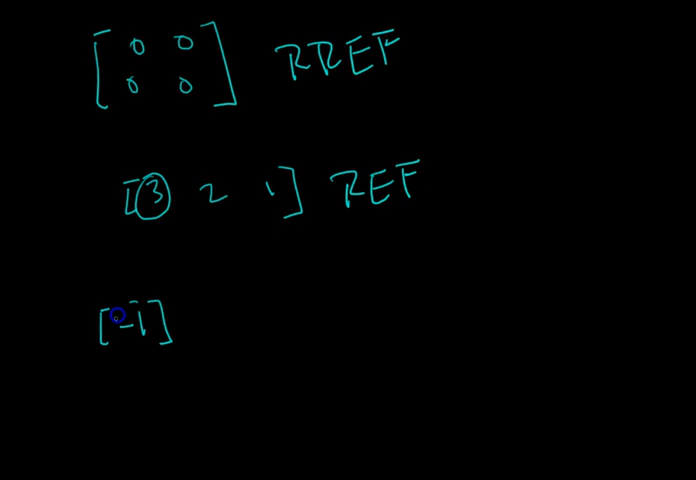 [ 0 0
0 0 ] RREF
[ 3 2 1 ] REF
[ -1 ]